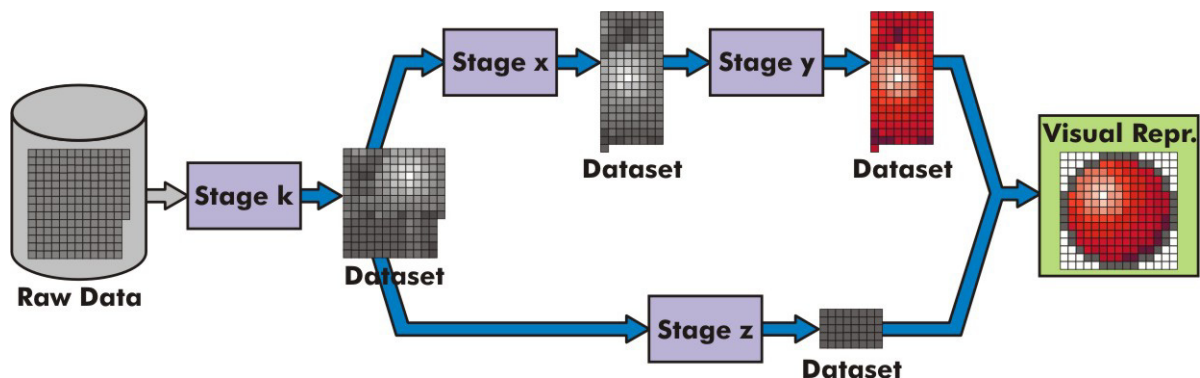 Raw Data
Stage k
Dataset
Stage x
Dataset
Stage y
Dataset
Stage z
Dataset
Visual Repr.